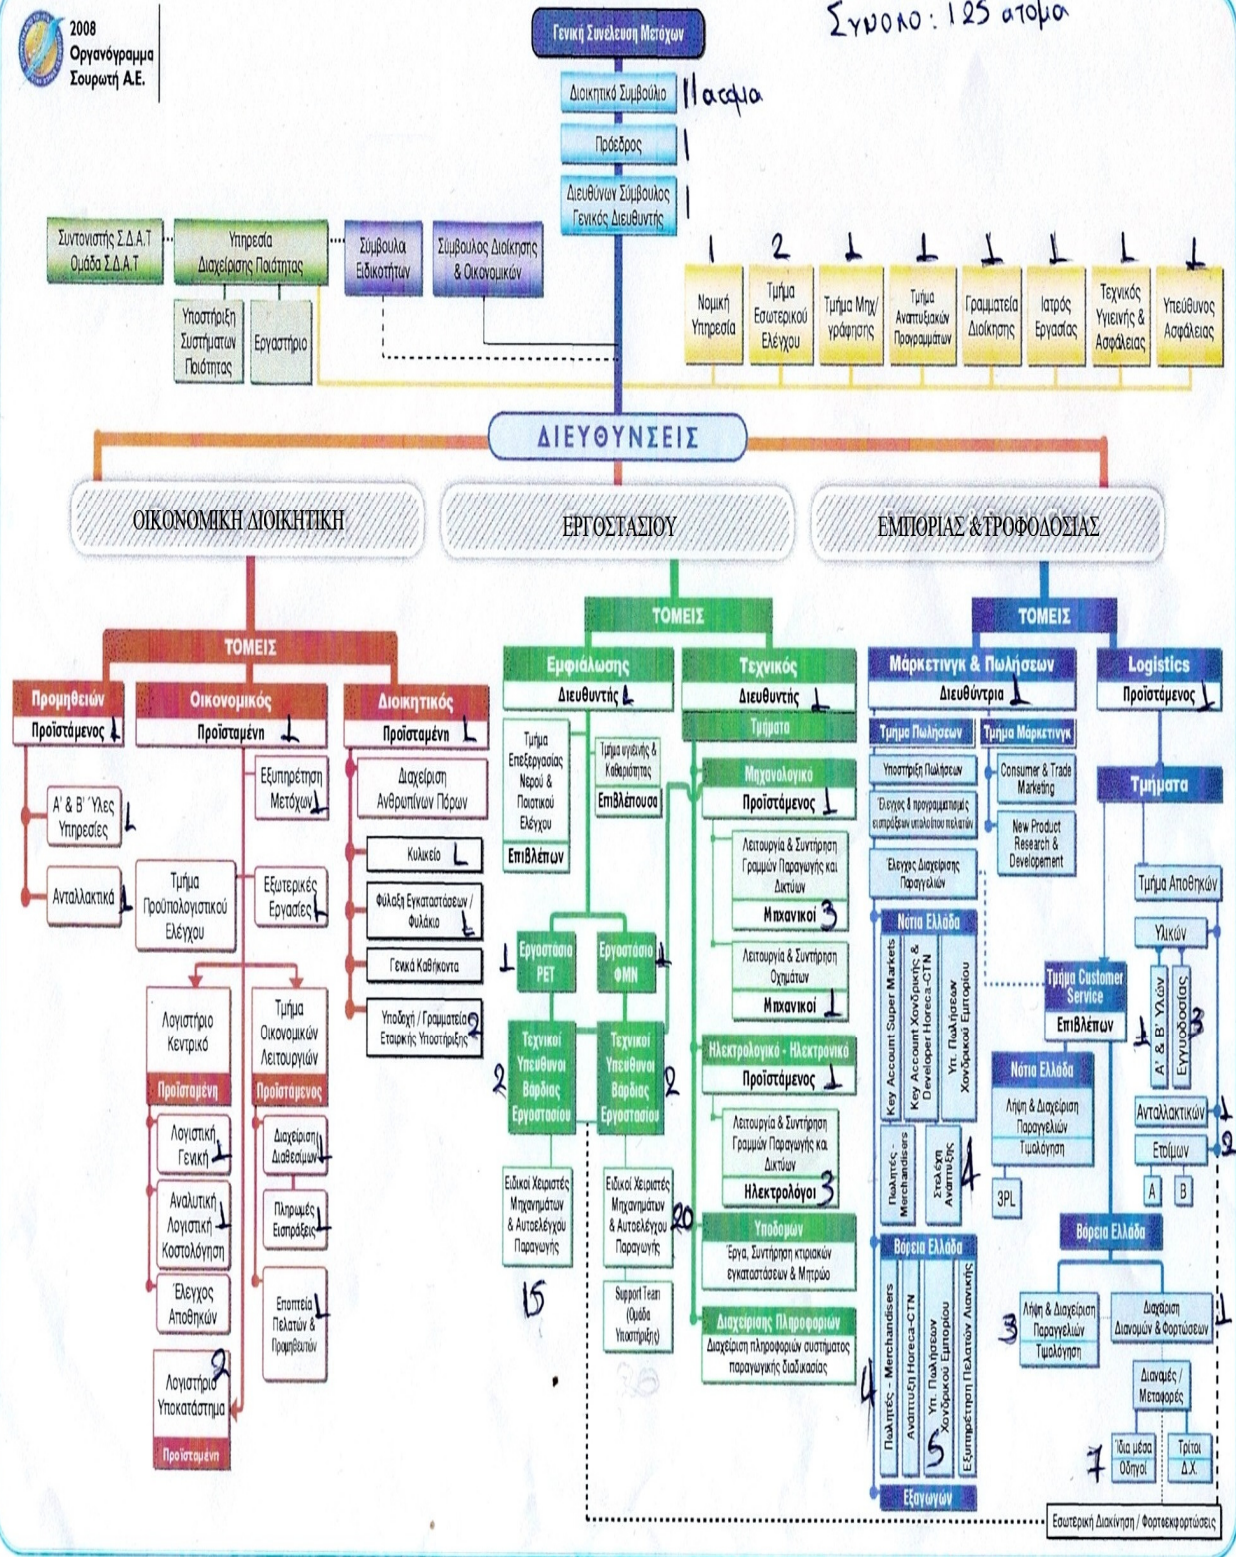 2008
Οργανόγραμμα
Σουρωτή Α.Ε.
ΣΥΝΟΛΟ: 125 ατομα
Γενική Συνέλευση Μετόχων
Διοικητικό Συμβούλιο 11 ατομα
Πρόεδρος 1
Διευθύνων Σύμβουλος
Γενικός Διευθυντής 1
Συντονιστής Σ.Δ.Α.Τ
Ομάδα Σ.Δ.Α.Τ
Υπηρεσία
Διαχείρισης Ποιότητας
Σύμβουλοι
Ειδικοτήτων
Σύμβουλος Διοίκησης
& Οικονομικών
Υποστήριξη
Συστήματων
Ποιότητας
Εργαστήριο
1 2 1 1 1 1 1 1
Νομική
Υπηρεσία
Τμήμα
Εσωτερικού
Ελέγχου
Τμήμα Μηχ/
γράφησης
Τμήμα
Αναπτυξιακών
Προγραμμάτων
Γραμματεία
Διοίκησης
Ιατρός
Εργασίας
Τεχνικός
Υγιεινής &
Ασφάλειας
Υπεύθυνος
Ασφάλειας
ΔΙΕΥΘΥΝΣΕΙΣ
ΟΙΚΟΝΟΜΙΚΗ ΔΙΟΙΚΗΤΙΚΗ
ΕΡΓΟΣΤΑΣΙΟΥ
ΕΜΠΟΡΙΑΣ &ΤΡΟΦΟΔΟΣΙΑΣ
ΤΟΜΕΙΣ
Προμηθειών
Προϊστάμενος 1
Α' & Β' Ύλες
Υπηρεσίες 1
Ανταλλακτικά 1
Οικονομικός
Προϊσταμένη 1
Εξυπηρέτηση
Μετόχων 1
Τμήμα
Προϋπολογιστικού
Ελέγχου
Εξωτερικές
Εργασίες 1
Λογιστήριο
Κεντρικό
Προϊσταμένη
Λογιστική
Γενική 1
Αναλυτική
Λογιστική 1
Κοστολόγηση
Έλεγχος
Αποθηκών
Λογιστήριο 2
Υποκατάστημα
Προϊσταμένη
Τμήμα
Οικονομικών
Λειτουργιών
Προϊστάμενος
Διαχείριση
Διαθεσίμων 1
Πληρωμές
Εισπράξεις 1
Εποπτεία 1
Πελατών &
Προμηθευτών
Διοικητικός
Προϊσταμένη 1
Διαχείριση
Ανθρωπίνων Πόρων
Κυλικείο 1
Φύλαξη Εγκαταστάσεων /
Φυλάκιο 1
Γενικά Καθήκοντα
Υποδοχή / Γραμματεία
Εταιρικής Υποστήριξης 2
ΤΟΜΕΙΣ
Εμφιάλωσης
Διευθυντής 1
Τμήμα
Επεξεργασίας
Νερού &
Ποιοτικού
Ελέγχου
Επιβλέπων
Τμήμα υγιεινής &
Καθαριότητας
Επιβλέπουσα
1 Εργοστάσιο
PET
Εργοστάσιο 1
ΦΜΝ
2 Τεχνικοί
Υπεύθυνοι
Βάρδιας
Εργοστασίου
Τεχνικοί
Υπεύθυνοι 2
Βάρδιας
Εργοστασίου
Ειδικοί Χειριστές
Μηχανημάτων
& Αυτοελέγχου
Παραγωγής
15
Ειδικοί Χειριστές
Μηχανημάτων
& Αυτοελέγχου 20
Παραγωγής
Support Team
(Ομάδα
Υποστήριξης)
Τεχνικός
Διευθυντής 1
Τμήματα
Μηχανολογικό
Προϊστάμενος 1
Λειτουργία & Συντήρηση
Γραμμών Παραγωγής και
Δικτύων
Μηχανικοί 3
Λειτουργία & Συντήρηση
Οχημάτων
Μηχανικοί 1
Ηλεκτρολογικό - Ηλεκτρονικό
Προϊστάμενος 1
Λειτουργία & Συντήρηση
Γραμμών Παραγωγής και
Δικτύων
Ηλεκτρολόγοι 3
Υποδομών
Έργα, Συντήρηση κτιριακών
εγκαταστάσεων & Μητρώο
Διαχείρισης Πληροφοριών
Διαχείριση πληροφοριών συστήματος
παραγωγικής διαδικασίας
ΤΟΜΕΙΣ
Μάρκετινγκ & Πωλήσεων
Διευθύντρια 1
Τμήμα Πωλήσεων
Υποστήριξη Πωλήσεων
Έλεγχος & προγραμματισμός
εισπράξεων υπολοίπου πελατών
Έλεγχος Διαχείρισης
Παραγγελιών
Τμήμα Μάρκετινγκ
Consumer & Trade
Marketing
New Product
Research &
Developement
Νότια Ελλάδα
Key Account Super Markets
Key Account Χονδρικής &
Developer Horeca-CTN
Υπ. Πωλήσεων
Χονδρικού Εμπορίου
Πωλητές -
Merchandisers
Στελέχη
Ανάπτυξης
4
Βόρεια Ελλάδα
4
Πωλητές - Merchandisers
Ανάπτυξη Horeca-CTN
Υπ. Πωλήσεων
Χονδρικού Εμπορίου
5
Εξυπηρέτηση Πελατών Λιανικής
Εξαγωγών
Logistics
Προϊστάμενος 1
Τμήματα
Τμήμα Customer
Service
Επιβλέπων 1
Νότια Ελλάδα
Λήψη & Διαχείριση
Παραγγελιών
Τιμολόγηση
3PL
Βόρεια Ελλάδα
3 Λήψη & Διαχείριση
Παραγγελιών
Τιμολόγηση
Διαχείριση
Διανομών & Φορτώσεων 1
Διανομές /
Μεταφορές
7 Ίδια μέσα
Οδηγοί
Τρίτοι
Δ.Χ.
Τμήμα Αποθηκών
Υλικών
Α' & Β' Υλών
Εγγυοδοσίας
3
Ανταλλακτικών 1
Ετοίμων 2
Α
Β
Εσωτερική Διακίνηση / Φορτοεκφορτώσεις